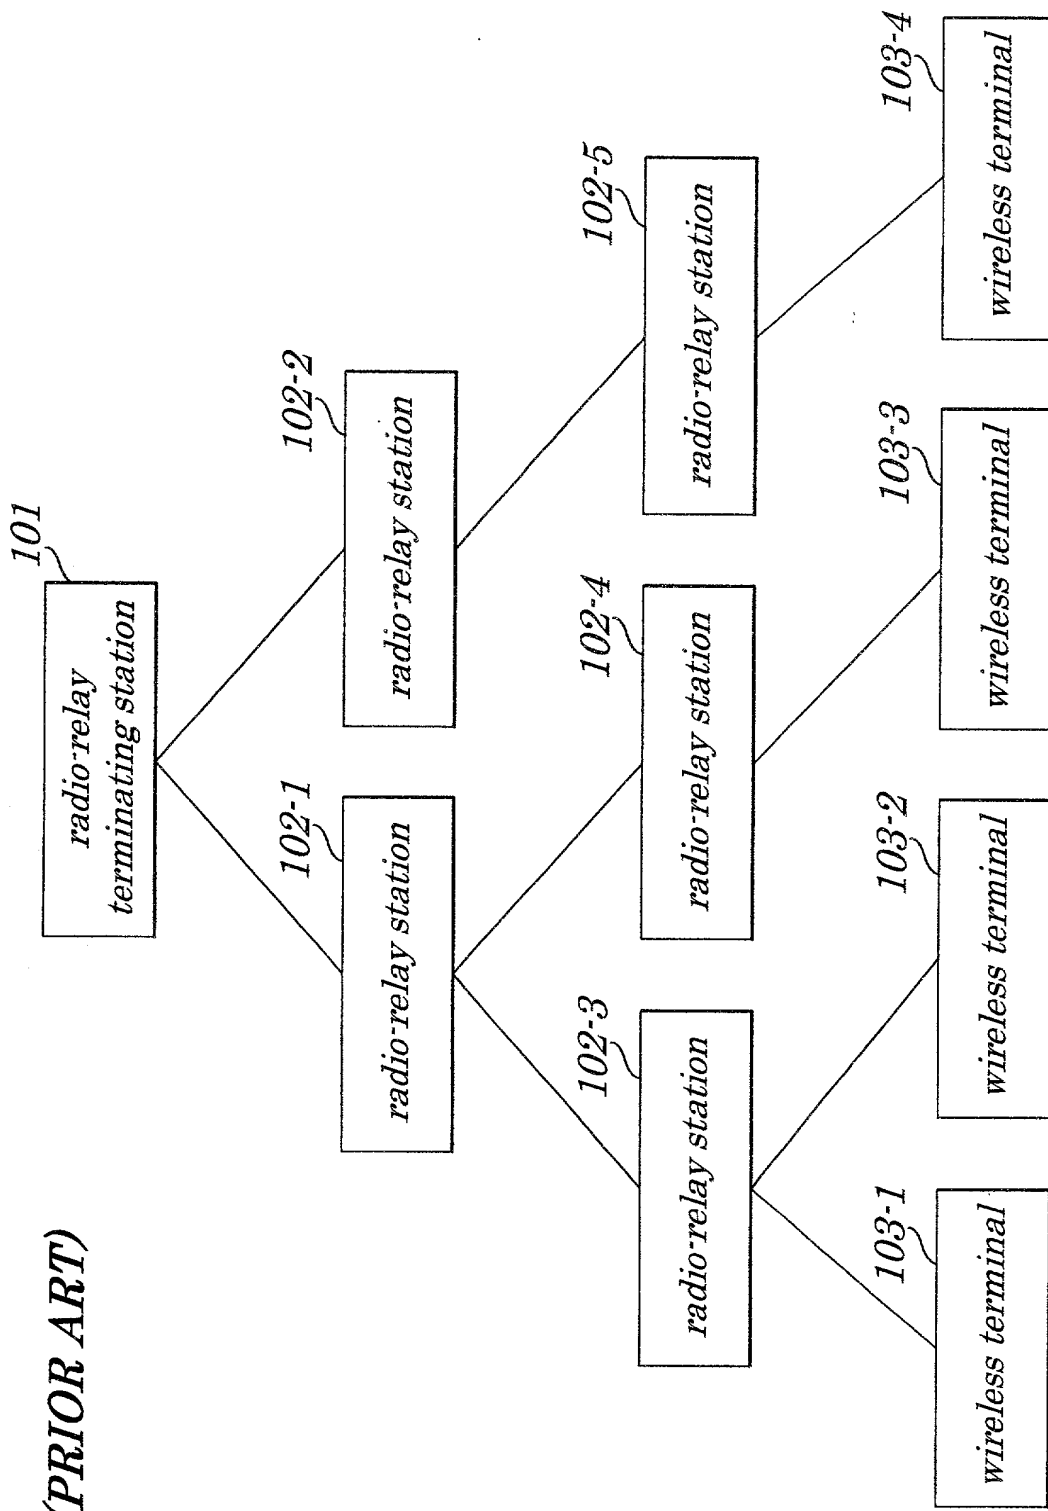 (PRIOR ART)
101
radio-relay
terminating station
102-1
radio-relay station
102-2
radio-relay station
102-3
radio-relay station
102-4
radio-relay station
102-5
radio-relay station
103-1
wireless terminal
103-2
wireless terminal
103-3
wireless terminal
103-4
wireless terminal